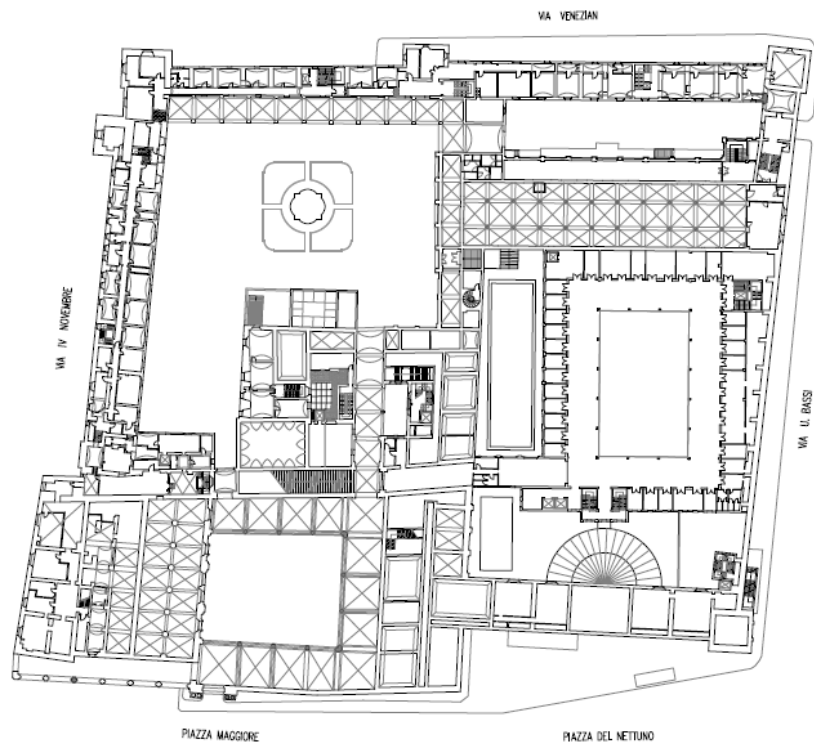 VIA VENEZIAN
VIA IV NOVEMBRE
VIA U. BASSI
PIAZZA MAGGIORE
PIAZZA DEL NETTUNO